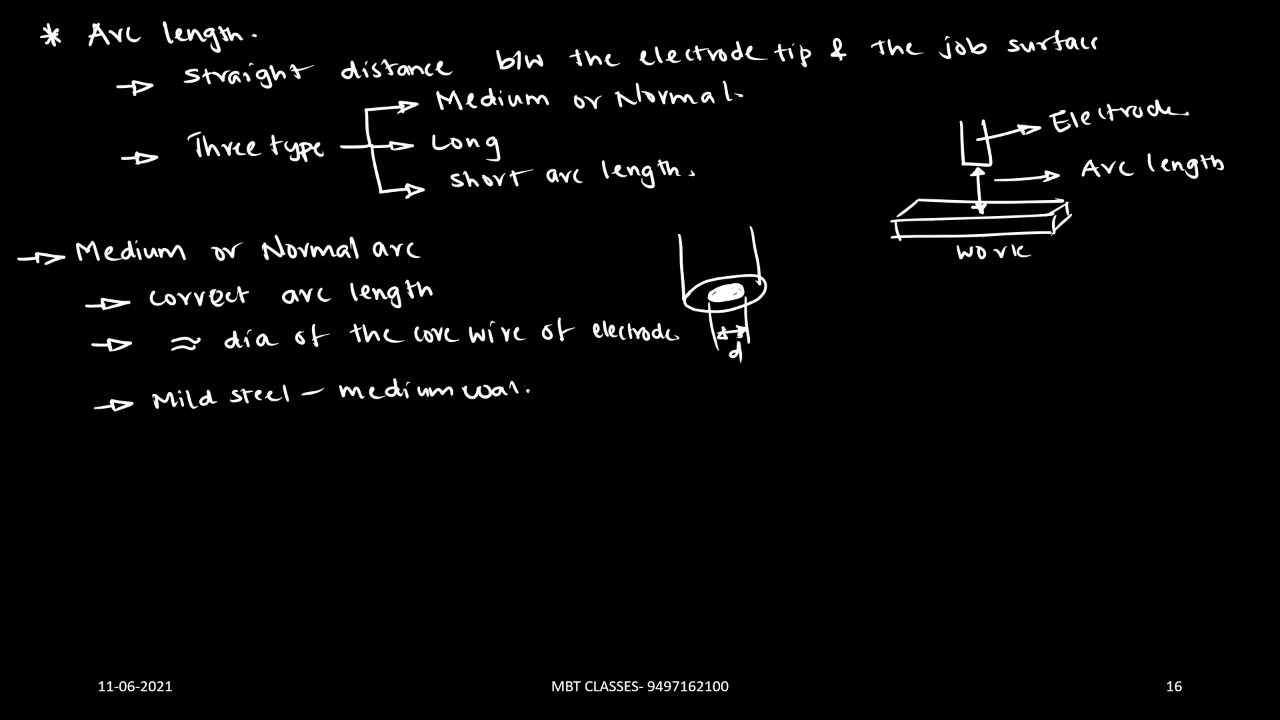 * Arc length.
→ straight distance b/w the electrode tip & the job surface
→ Three type
→ Medium or Normal.
→ Long
→ short arc length.
→ Electrode
→ Arc length
work
→ Medium or Normal arc
→ correct arc length
→ ≈ dia of the core wire of electrode.
d
→ Mild steel – medium
11-06-2021
MBT CLASSES- 9497162100
16